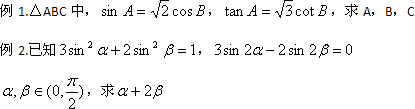 例 1.△ABC 中，sin A = √2 cos B，tan A = √3 cot B，求 A，B，C
例 2.已知 3sin² α + 2sin² β = 1，3sin 2α − 2sin 2β = 0
α, β ∈ (0, π/2)，求 α + 2β